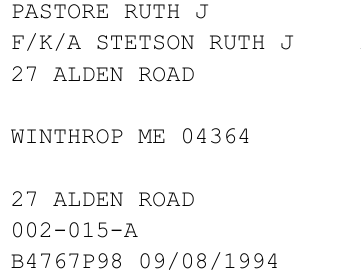 PASTORE RUTH J
F/K/A STETSON RUTH J
27 ALDEN ROAD
WINTHROP ME 04364
27 ALDEN ROAD
002-015-A
B4767P98 09/08/1994